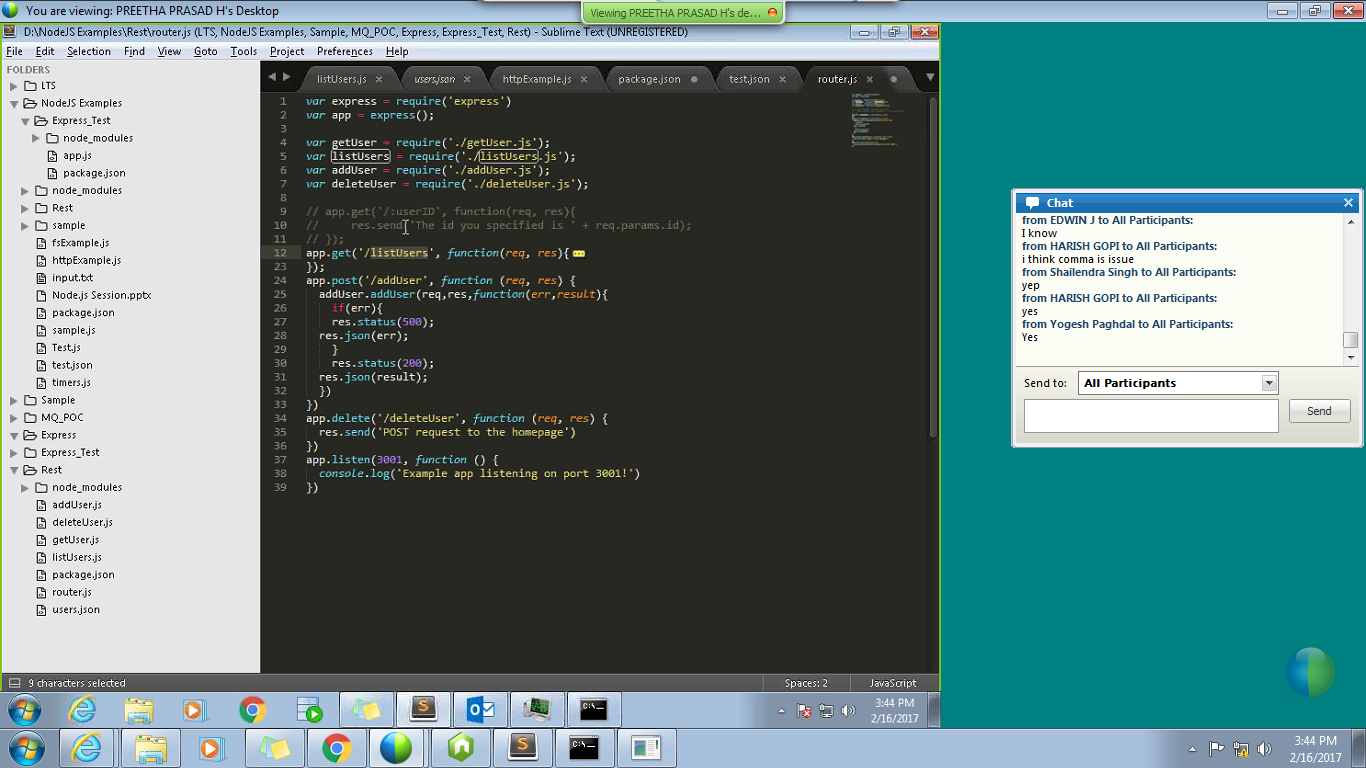 You are viewing: PREETHA PRASAD H's Desktop
Viewing PREETHA PRASAD H's de...
D:\NodeJS Examples\Rest\router.js (LTS, NodeJS Examples, Sample, MQ_POC, Express, Express_Test, Rest) - Sublime Text (UNREGISTERED)
File Edit Selection Find View Goto Tools Project Preferences Help
FOLDERS
LTS
NodeJS Examples
Express_Test
node_modules
app.js
package.json
node_modules
Rest
sample
fsExample.js
httpExample.js
input.txt
Node.js Session.pptx
package.json
sample.js
Test.js
test.json
timers.js
Sample
MQ_POC
Express
Express_Test
Rest
node_modules
addUser.js
deleteUser.js
getUser.js
listUsers.js
package.json
router.js
users.json
listUsers.js users.json httpExample.js package.json test.json router.js
1 var express = require('express')
2 var app = express();
3
4 var getUser = require('./getUser.js');
5 var listUsers = require('./listUsers.js');
6 var addUser = require('./addUser.js');
7 var deleteUser = require('./deleteUser.js');
8
9 // app.get('/:userID', function(req, res){
10 //     res.send('The id you specified is ' + req.params.id);
11 // });
12 app.get('/listUsers', function(req, res){
23 });
24 app.post('/addUser', function (req, res) {
25   addUser.addUser(req,res,function(err,result){
26     if(err){
27     res.status(500);
28   res.json(err);
29     }
30     res.status(200);
31   res.json(result);
32   })
33 })
34 app.delete('/deleteUser', function (req, res) {
35   res.send('POST request to the homepage')
36 })
37 app.listen(3001, function () {
38   console.log('Example app listening on port 3001!')
39 })
9 characters selected
Spaces: 2
JavaScript
Chat
from EDWIN J to All Participants:
I know
from HARISH GOPI to All Participants:
i think comma is issue
from Shailendra Singh to All Participants:
yep
from HARISH GOPI to All Participants:
yes
from Yogesh Paghdal to All Participants:
Yes
Send to: All Participants
Send
3:44 PM
2/16/2017
3:44 PM
2/16/2017